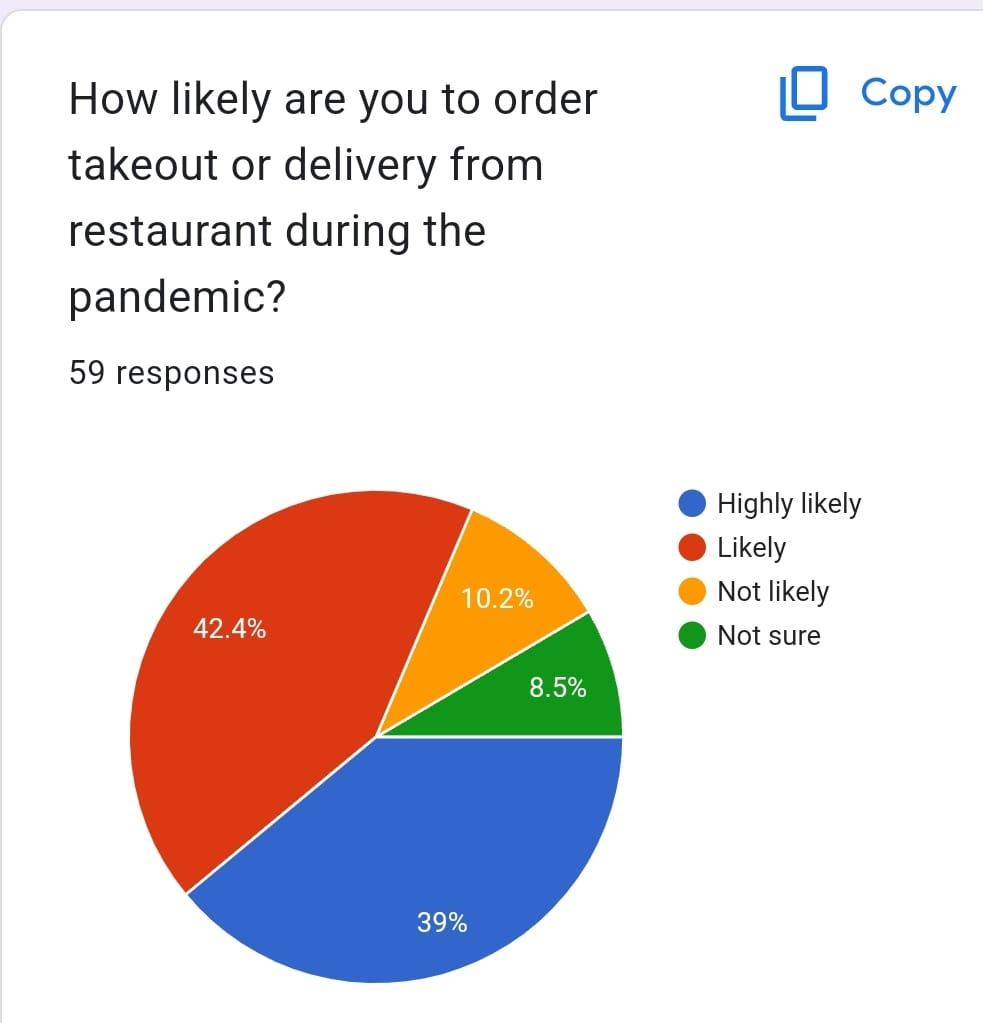 How likely are you to order
takeout or delivery from
restaurant during the
pandemic?
Copy
59 responses
Highly likely
Likely
Not likely
Not sure
42.4%
10.2%
8.5%
39%